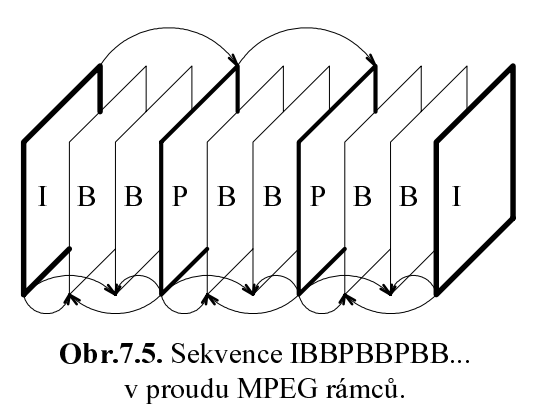 I B B P B B P B B I
Obr.7.5. Sekvence IBBPBBPBB...
v proudu MPEG rámců.